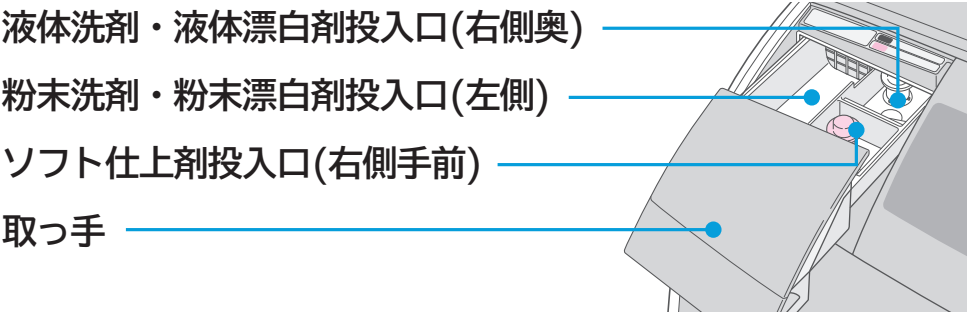 液体洗剤・液体漂白剤投入口(右側奥)
粉末洗剤・粉末漂白剤投入口(左側)
ソフト仕上剤投入口(右側手前)
取っ手